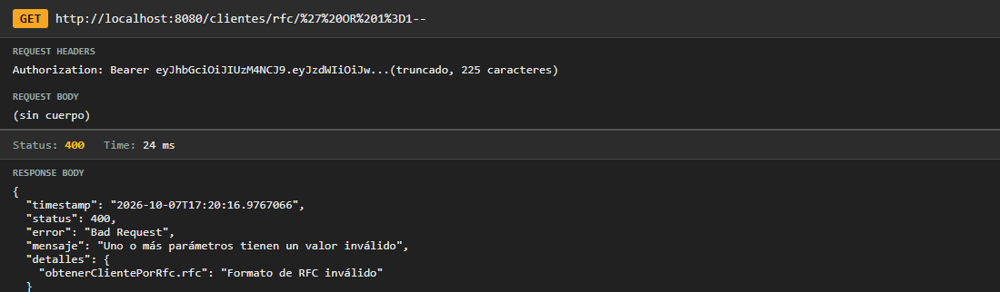 GET http://localhost:8080/clientes/rfc/%27%20OR%201%3D1--
REQUEST HEADERS
Authorization: Bearer eyJhbGciOiJIUzM4NCJ9.eyJzdWIiOiJw...(truncado, 225 caracteres)
REQUEST BODY
(sin cuerpo)
Status: 400 Time: 24 ms
RESPONSE BODY
{
"timestamp": "2026-10-07T17:20:16.9767066",
"status": 400,
"error": "Bad Request",
"mensaje": "Uno o más parámetros tienen un valor inválido",
"detalles": {
"obtenerClientePorRfc.rfc": "Formato de RFC inválido"
}